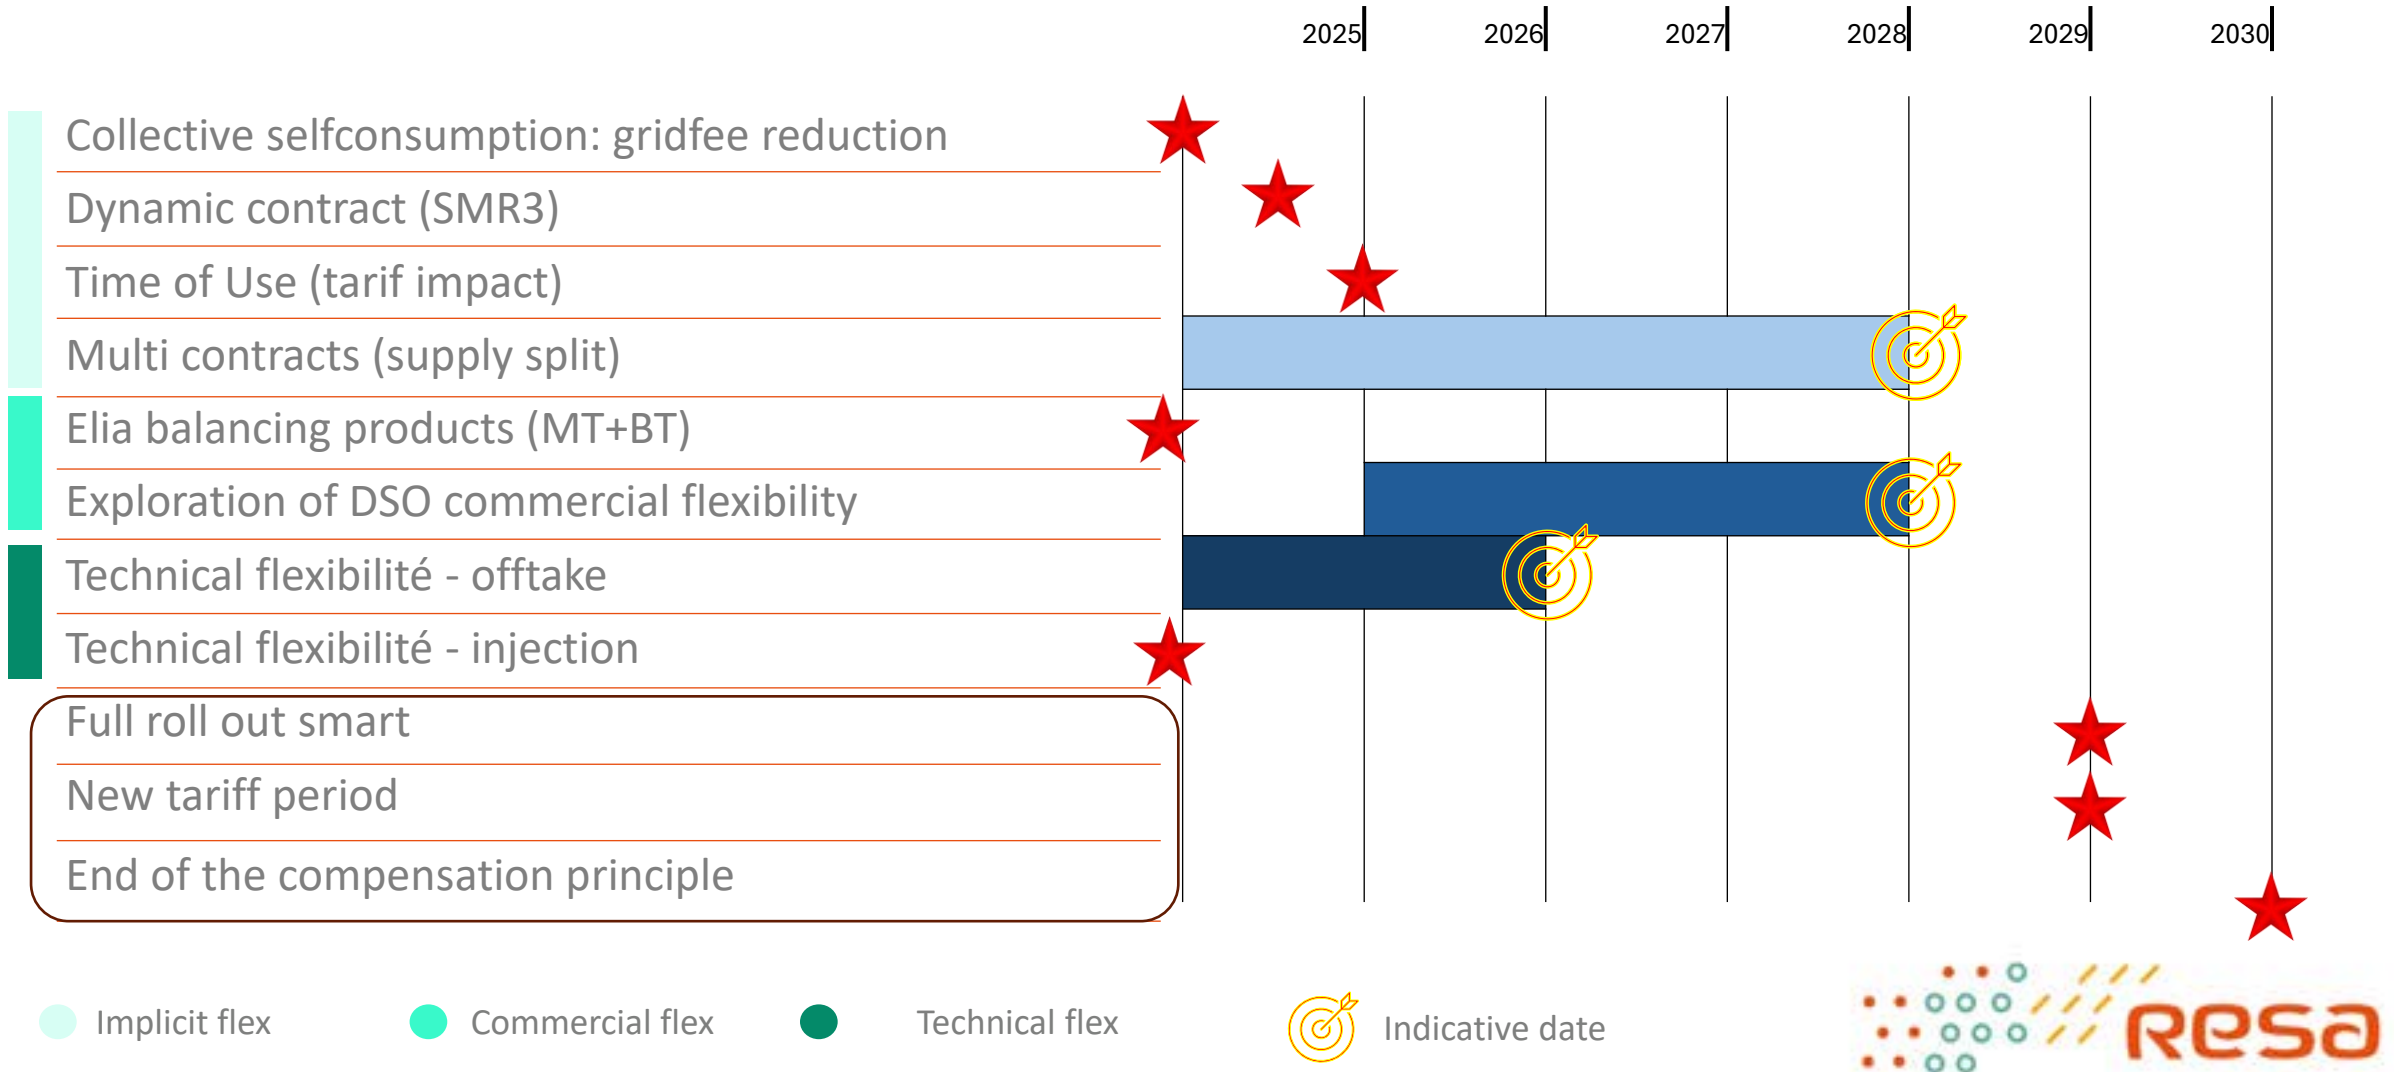 2025 2026 2027 2028 2029 2030
Collective selfconsumption: gridfee reduction
Dynamic contract (SMR3)
Time of Use (tarif impact)
Multi contracts (supply split)
Elia balancing products (MT+BT)
Exploration of DSO commercial flexibility
Technical flexibilité - offtake
Technical flexibilité - injection
Full roll out smart
New tariff period
End of the compensation principle
Implicit flex Commercial flex Technical flex Indicative date
Resa